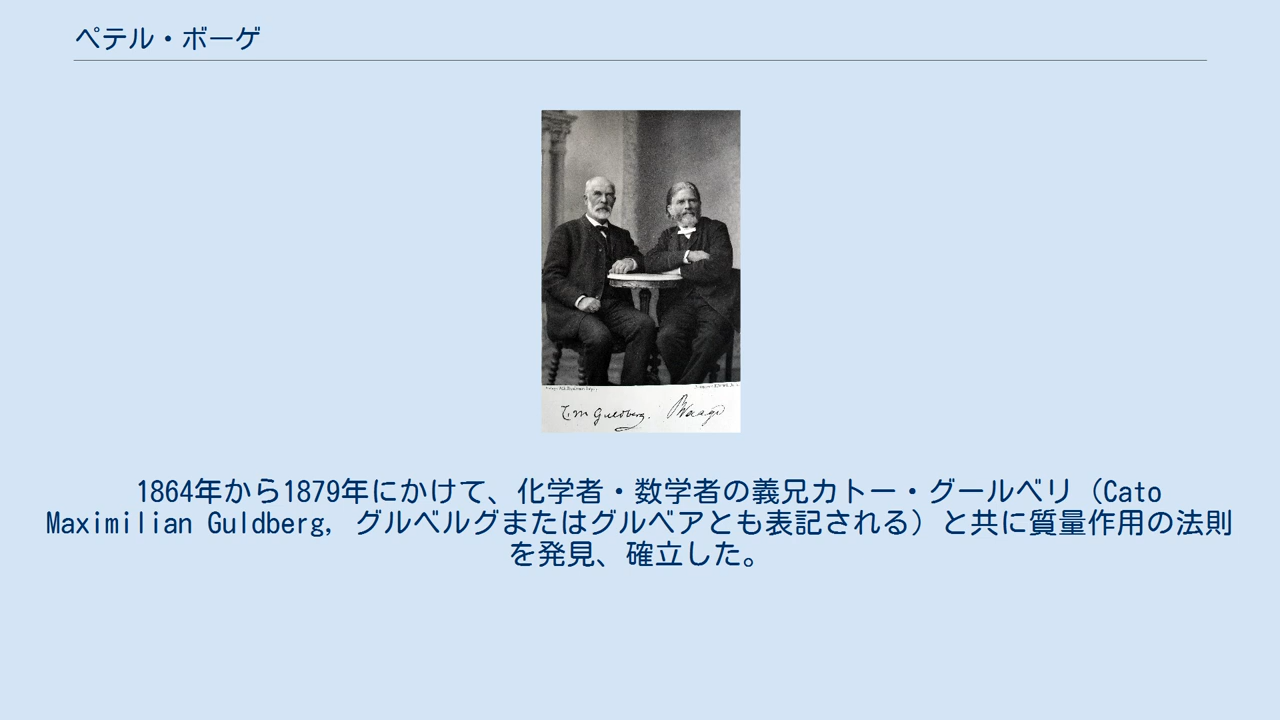 ペテル・ボーゲ
C.M Guldberg. P Waage
1864年から1879年にかけて、化学者・数学者の義兄カトー・グールベリ（Cato
Maximilian Guldberg, グルベルグまたはグルベアとも表記される）と共に質量作用の法則
を発見、確立した。